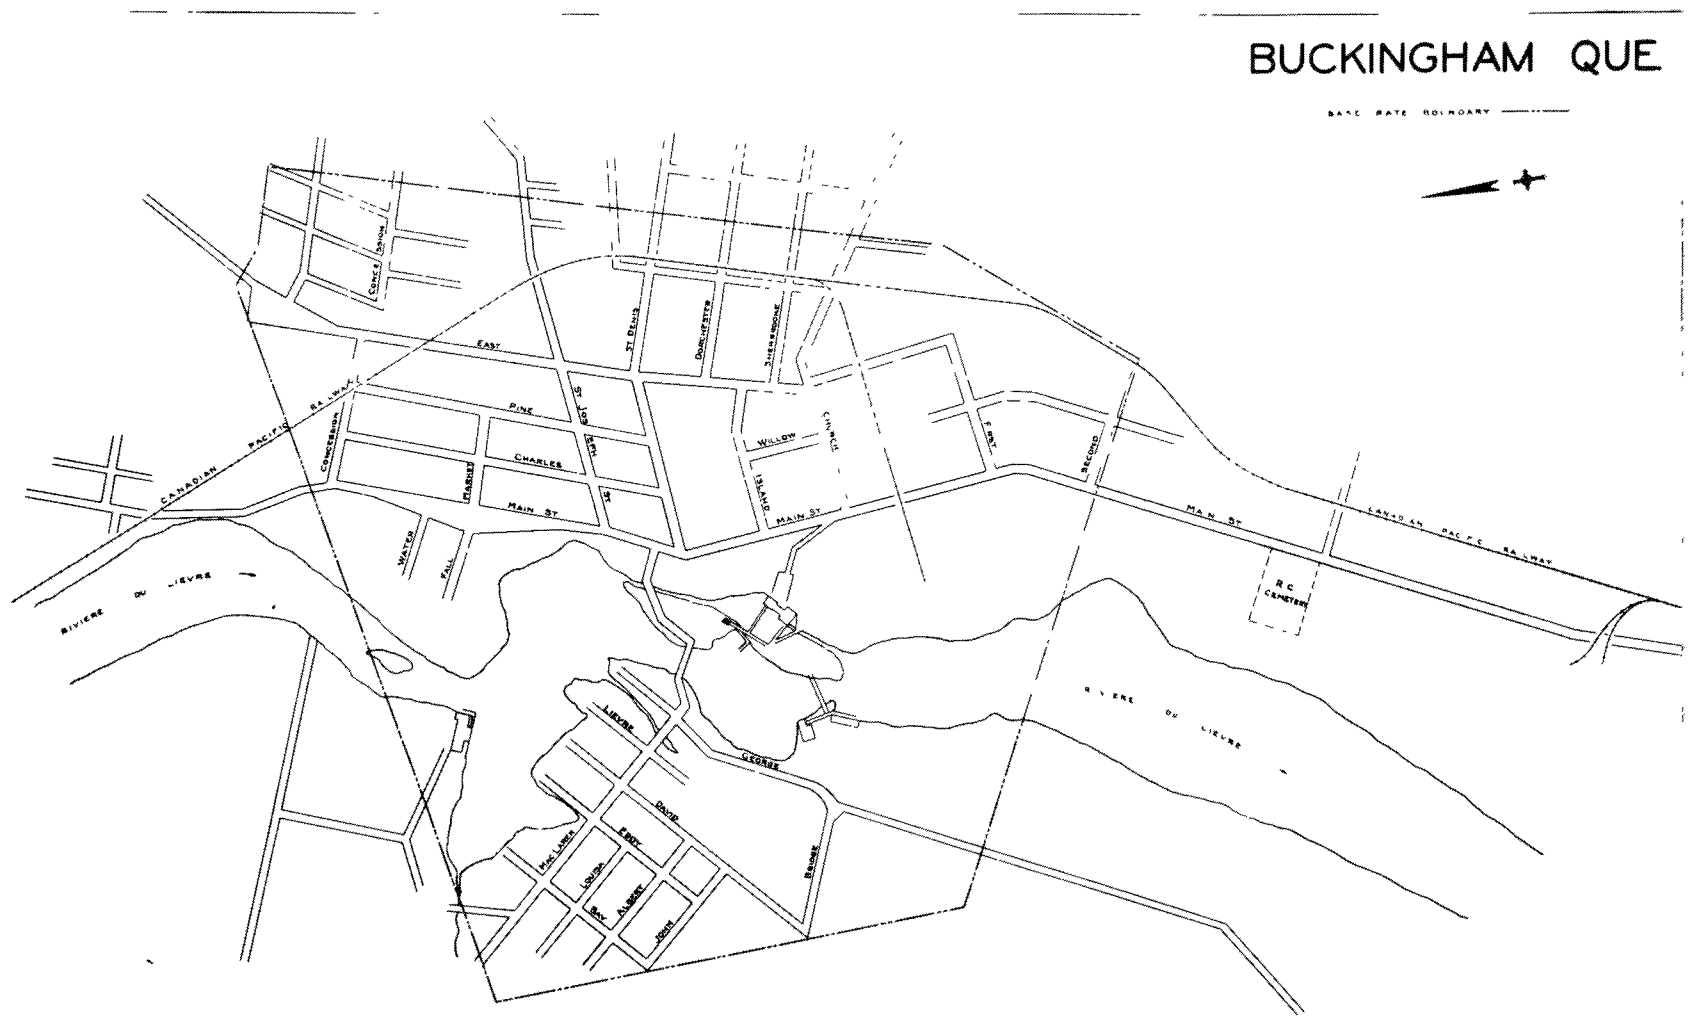 BUCKINGHAM QUE
BASE RATE BOUNDARY
CONCESSION
EAST
ST DENIS
DORCHESTER
SHERBROOKE
CANADIAN PACIFIC RAILWAY
CONCESSION
PINE
ST JOSEPH
ST
CHARLES
MARKET
MAIN ST
WILLOW
CHURCH
ISLAND
MAIN ST
FIRST
SECOND
MAIN ST
CANADIAN PACIFIC RAILWAY
WATER
FALL
RIVIERE DU LIEVRE
R C
CEMETERY
RIVIERE DU LIEVRE
LIEVRE
GEORGE
DAVID
MACLAREN
EDDY
LOUISA
ALBERT
BAY
JOHN
BRIDGE